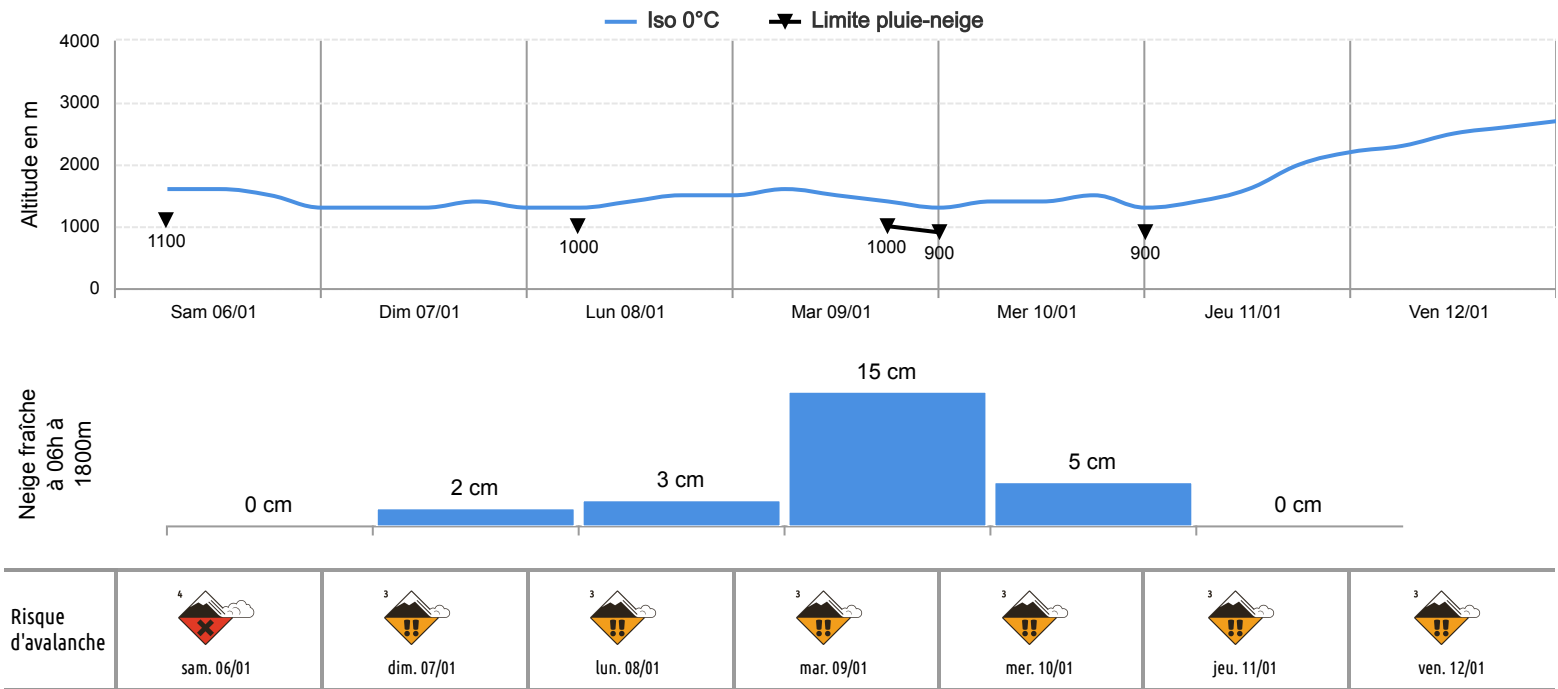 Iso 0°C Limite pluie-neige
Altitude en m
4000
3000
2000
1000
0
1100
1000
1000
900
900
Sam 06/01 Dim 07/01 Lun 08/01 Mar 09/01 Mer 10/01 Jeu 11/01 Ven 12/01
Neige fraîche
à 06h à
1800m
0 cm
2 cm
3 cm
15 cm
5 cm
0 cm
Risque
d'avalanche
4 3 3 3 3 3 3
sam. 06/01 dim. 07/01 lun. 08/01 mar. 09/01 mer. 10/01 jeu. 11/01 ven. 12/01